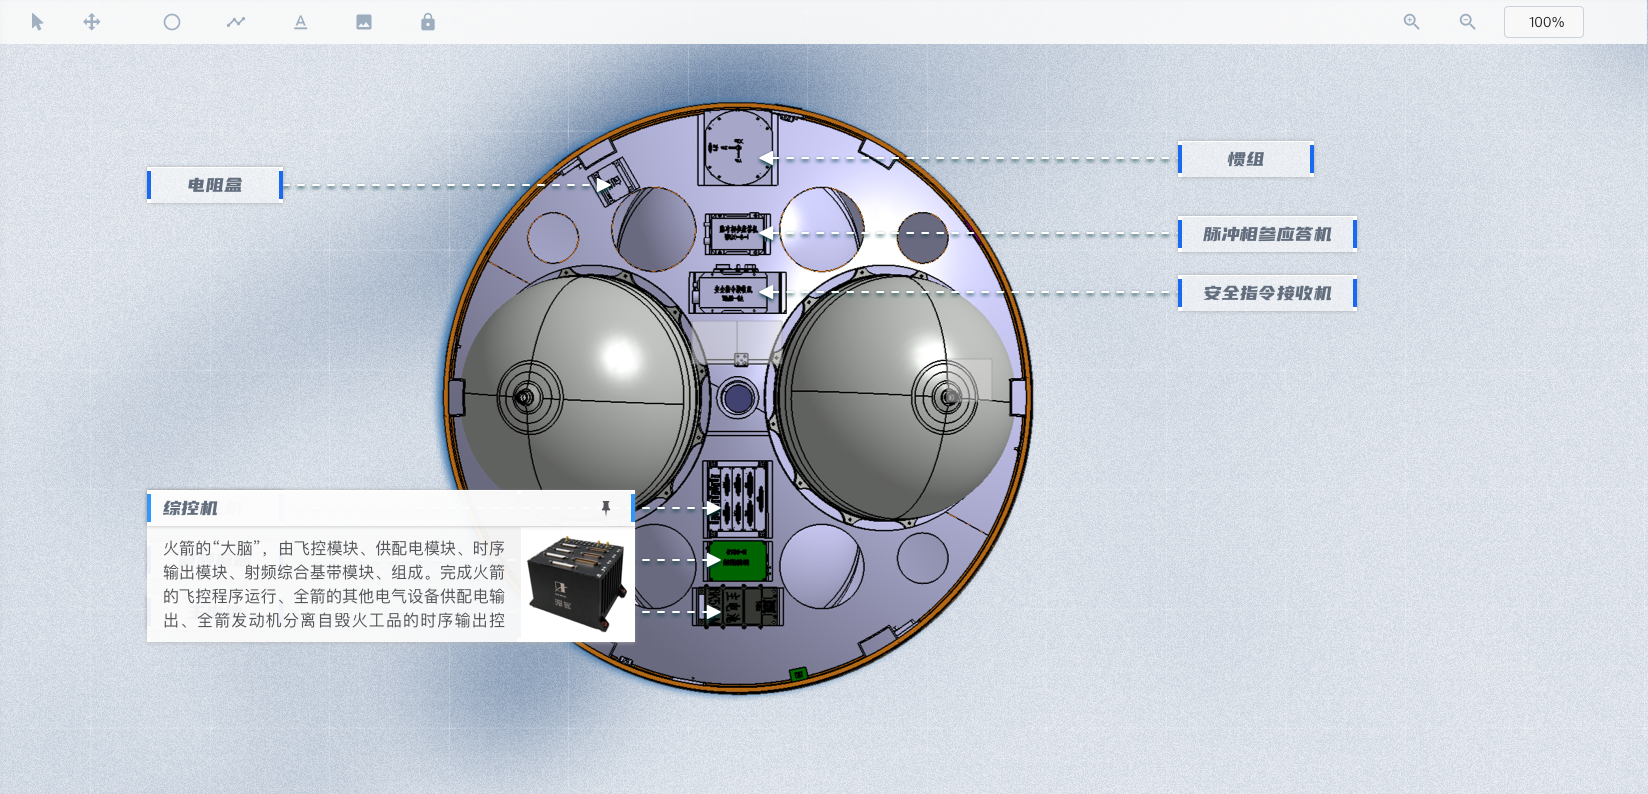 100%
惯组
电阻盒
脉冲相参应答机
安全指令接收机
综控机
火箭的“大脑”，由飞控模块、供配电模块、时序
输出模块、射频综合基带模块、组成。完成火箭
的飞控程序运行、全箭的其他电气设备供配电输
出、全箭发动机分离自毁火工品的时序输出控
主电池